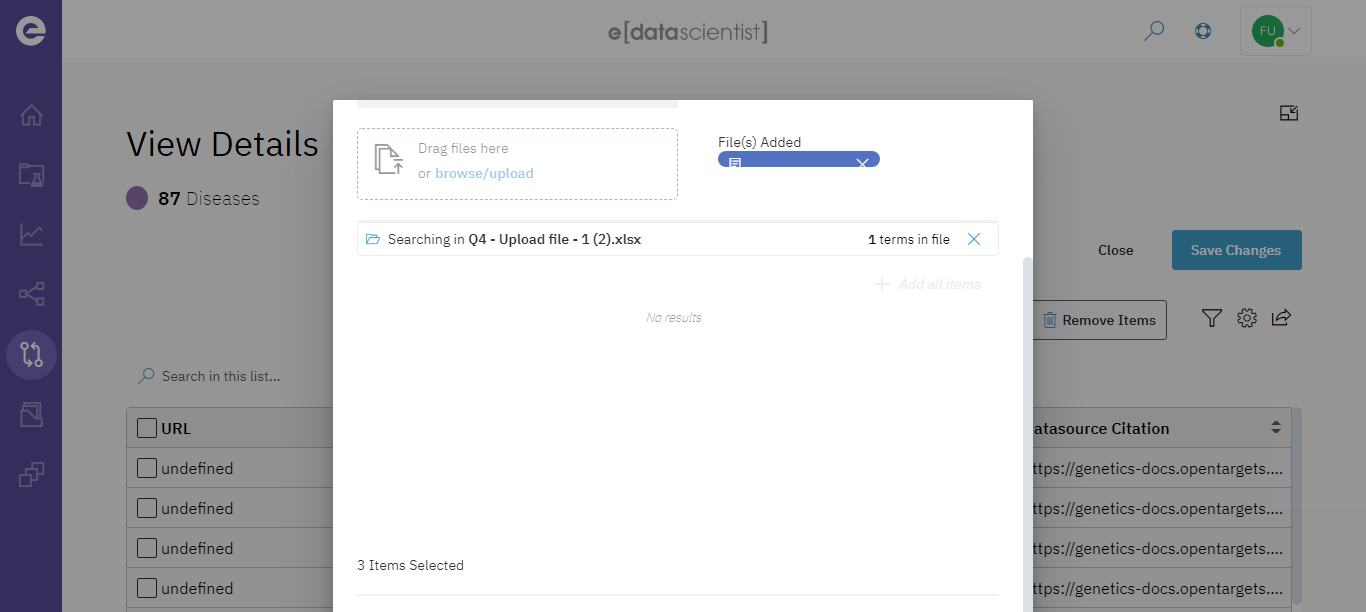 e[datascientist]
FU
View Details
87 Diseases
Drag files here
or browse/upload
File(s) Added
Searching in Q4 - Upload file - 1 (2).xlsx
1 terms in file
Close
Save Changes
Add all items
No results
Remove Items
Search in this list...
URL
atasource Citation
undefined
ttps://genetics-docs.opentargets....
undefined
ttps://genetics-docs.opentargets....
undefined
ttps://genetics-docs.opentargets....
undefined
ttps://genetics-docs.opentargets....
3 Items Selected